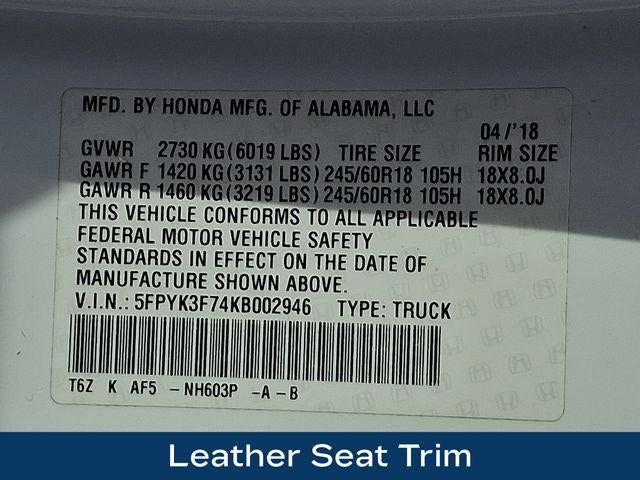 MFD. BY HONDA MFG. OF ALABAMA, LLC
04/'18
GVWR 2730 KG(6019 LBS) TIRE SIZE RIM SIZE
GAWR F 1420 KG(3131 LBS) 245/60R18 105H 18X8.0J
GAWR R 1460 KG(3219 LBS) 245/60R18 105H 18X8.0J
THIS VEHICLE CONFORMS TO ALL APPLICABLE
FEDERAL MOTOR VEHICLE SAFETY
STANDARDS IN EFFECT ON THE DATE OF
MANUFACTURE SHOWN ABOVE.
V.I.N.: 5FPYK3F74KB002946 TYPE: TRUCK
T6Z K AF5 -NH603P -A-B
Leather Seat Trim